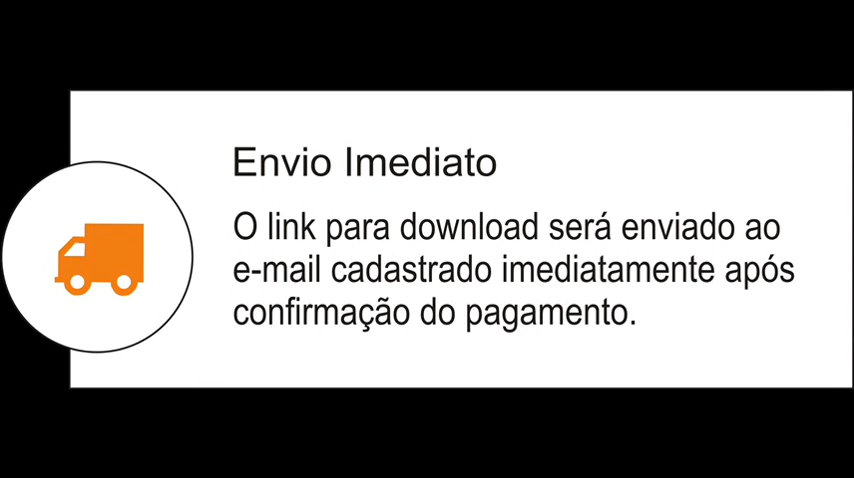 Envio Imediato
O link para download será enviado ao
e-mail cadastrado imediatamente após
confirmação do pagamento.